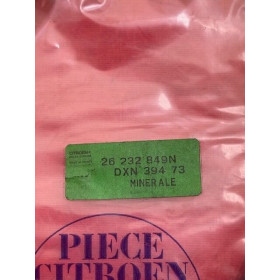 26 232 849N
DXN 394 73
MINERALE
PIECE
CITROEN